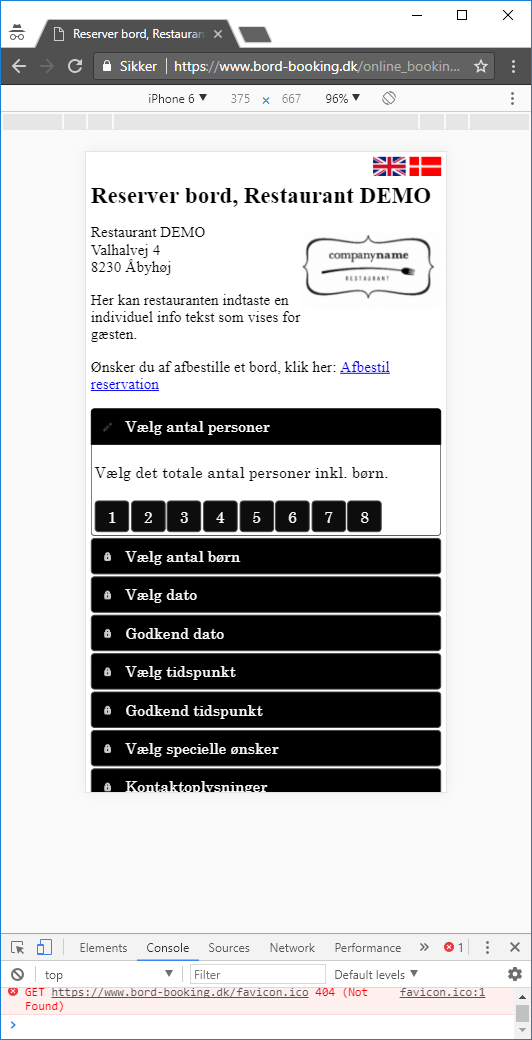 Reserver bord, Restauran
Sikker
https://www.bord-booking.dk/online_bookin...
iPhone 6 ▼ 375 × 667 96% ▼
Reserver bord, Restaurant DEMO
Restaurant DEMO
Valhalvej 4
8230 Åbyhøj
companyname
RESTAURANT
Her kan restauranten indtaste en
individuel info tekst som vises for
gæsten.
Ønsker du af afbestille et bord, klik her: Afbestil
reservation
Vælg antal personer
Vælg det totale antal personer inkl. børn.
1 2 3 4 5 6 7 8
Vælg antal børn
Vælg dato
Godkend dato
Vælg tidspunkt
Godkend tidspunkt
Vælg specielle ønsker
Kontaktoplysninger
Elements Console Sources Network Performance » 1
top ▼ Filter Default levels ▼
GET https://www.bord-booking.dk/favicon.ico 404 (Not favicon.ico:1
Found)